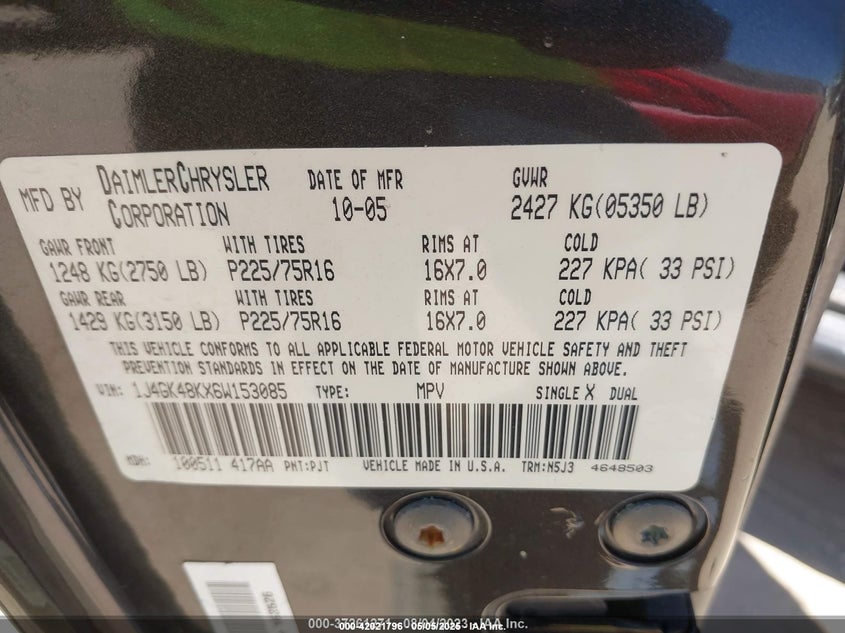 MFD BY DAIMLERCHRYSLER CORPORATION DATE OF MFR 10-05 GVWR 2427 KG(05350 LB)
GAWR FRONT WITH TIRES RIMS AT COLD
1248 KG(2750 LB) P225/75R16 16X7.0 227 KPA( 33 PSI)
GAWR REAR WITH TIRES RIMS AT COLD
1429 KG(3150 LB) P225/75R16 16X7.0 227 KPA( 33 PSI)
THIS VEHICLE CONFORMS TO ALL APPLICABLE FEDERAL MOTOR VEHICLE SAFETY AND THEFT
PREVENTION STANDARDS IN EFFECT ON THE DATE OF MANUFACTURE SHOWN ABOVE.
VIN: 1J4GK48KX6W153085 TYPE: MPV SINGLE X DUAL
MDH: 100511 417AA PNT:PJT VEHICLE MADE IN U.S.A. TRM:N5J3 4648503